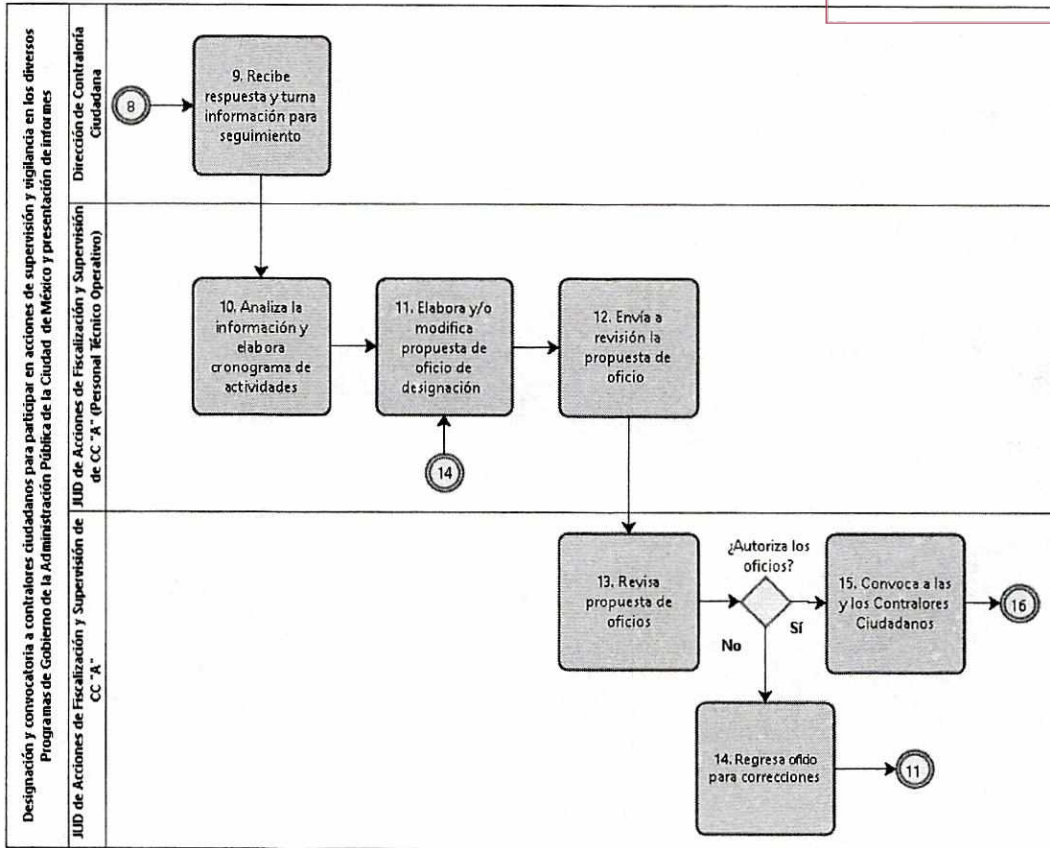 Designación y convocatoria a contralores ciudadanos para participar en acciones de supervisión y vigilancia en los diversos
Programas de Gobierno de la Administración Pública de la Ciudad de México y presentación de informes
Dirección de Contraloría
Ciudadana
8
9. Recibe
respuesta y turna
información para
seguimiento
JUD de Acciones de Fiscalización y Supervisión
de CC "A" (Personal Técnico Operativo)
10. Analiza la
información y
elabora
cronograma de
actividades
11. Elabora y/o
modifica
propuesta de
oficio de
designación
12. Envía a
revisión la
propuesta de
oficio
14
JUD de Acciones de Fiscalización y Supervisión de
CC "A"
13. Revisa
propuesta de
oficios
¿Autoriza los
oficios?
No
Sí
15. Convoca a las
y los Contralores
Ciudadanos
16
14. Regresa oficio
para correcciones
11